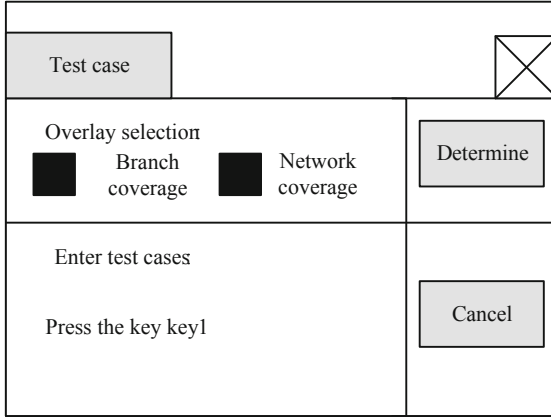 Test case
Overlay selection:
Branch
coverage
Network
coverage
Determine
Enter test cases:
Press the key key1
Cancel